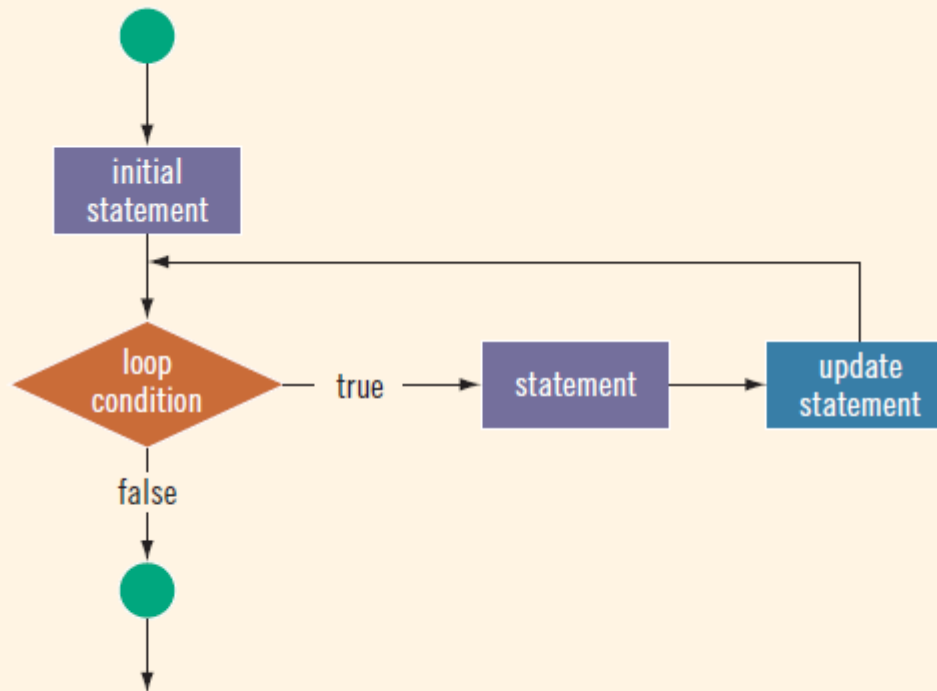 initial
statement
loop
condition
true
statement
update
statement
false